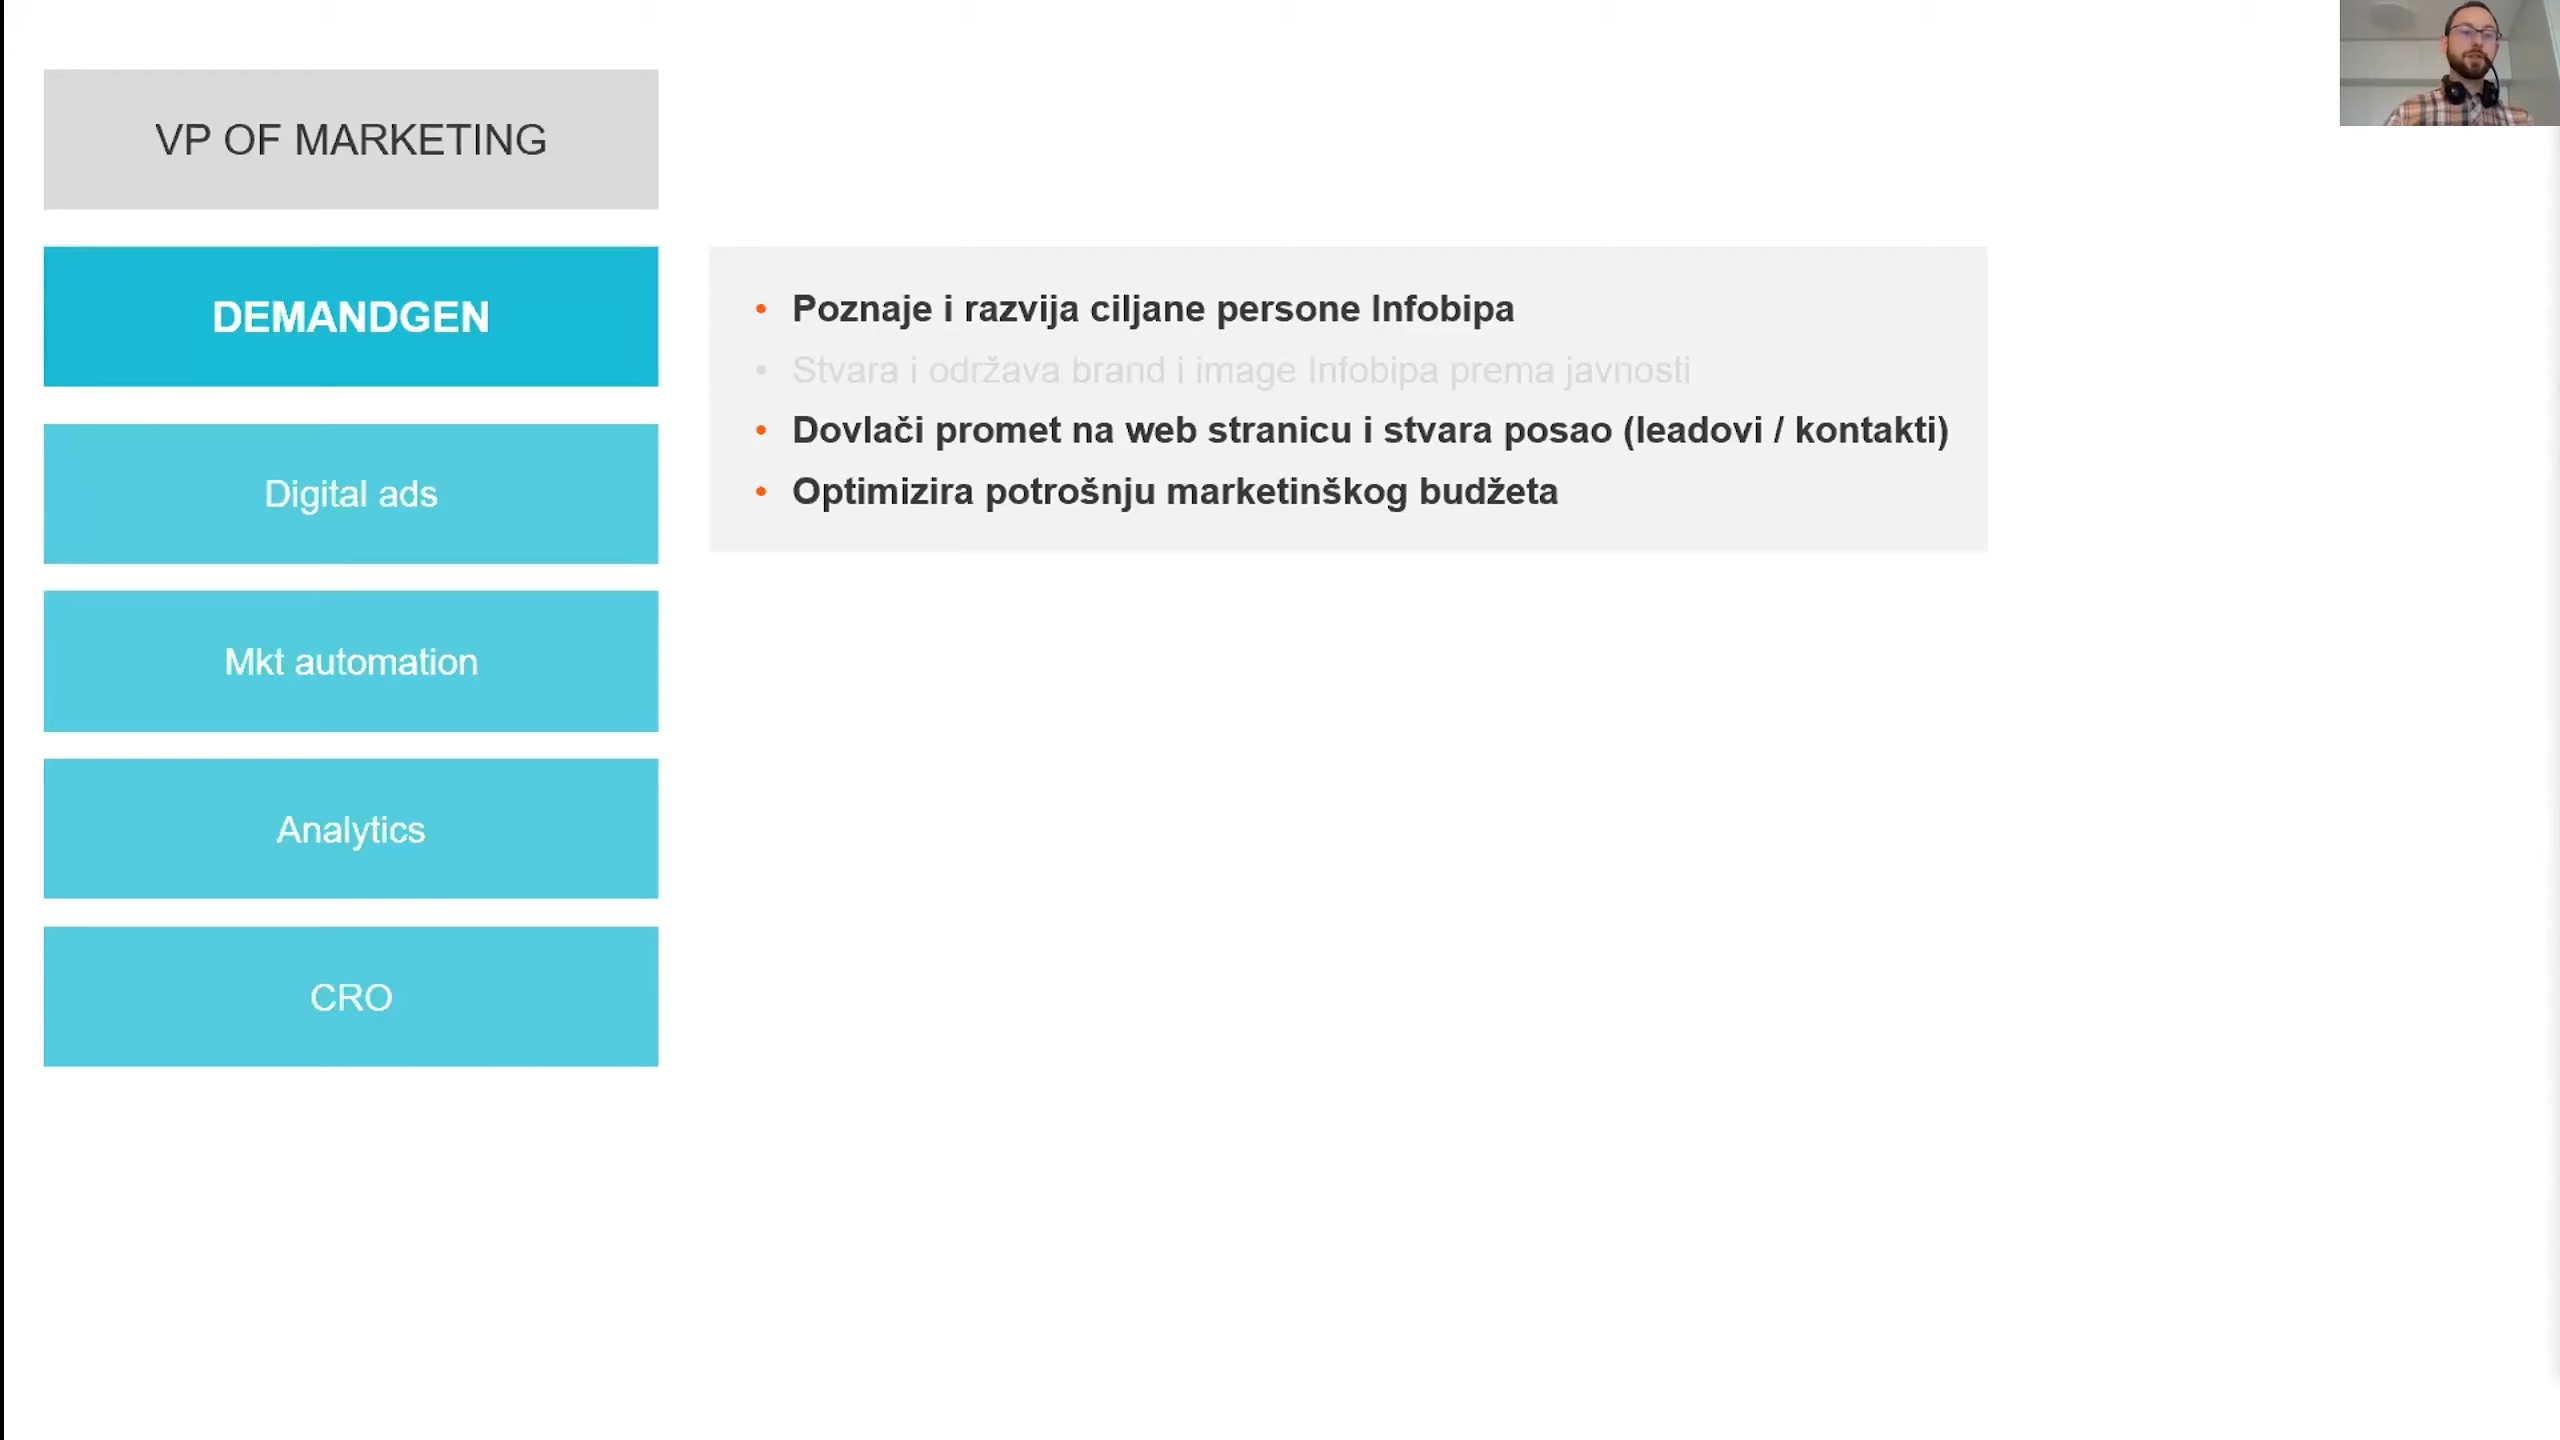 VP OF MARKETING
DEMANDGEN
Digital ads
Mkt automation
Analytics
CRO
• Poznaje i razvija ciljane persone Infobipa
• Stvara i održava brand i image Infobipa prema javnosti
• Dovlači promet na web stranicu i stvara posao (leadovi / kontakti)
• Optimizira potrošnju marketinškog budžeta